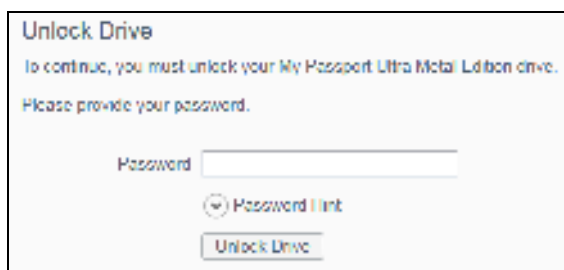 Unlock Drive
To continue, you must unlock your My Passport Ultra Metal Edition drive.
Please provide your password.
Password
Password Hint
Unlock Drive